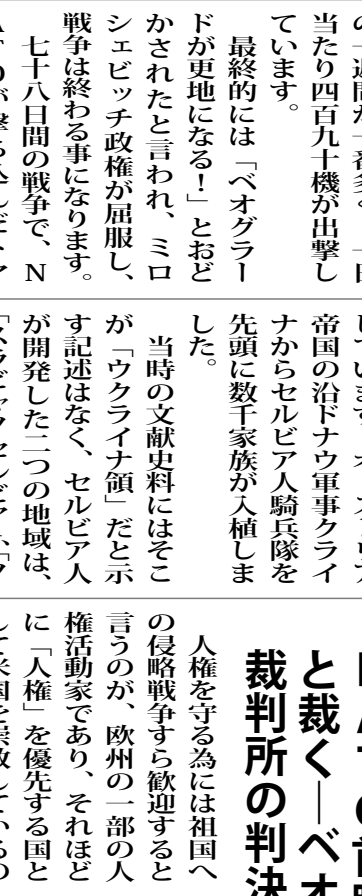 の一週間が一番多く、一日
当たり四百九十機が出撃し
ています。
　最終的には「ベオグラー
ドが更地になる！」とおど
かされたと言われ、ミロ
シェビッチ政権が屈服し、
戦争は終わる事になります。
　七十八日間の戦争で、Ｎ
帝国の沿ドナウ軍事クライ
ナからセルビア人騎兵隊を
先頭に数千家族が入植しま
した。
　当時の文献史料にはそこ
が「ウクライナ領」だと示
す記述はなく、セルビア人
が開発した二つの地域は、
と裁く―ベオ
裁判所の判決
　人権を守る為には祖国へ
の侵略戦争すら歓迎すると
言うのが、欧州の一部の人
権活動家であり、それほど
に「人権」を優先する国と
して米国を崇敬しているの